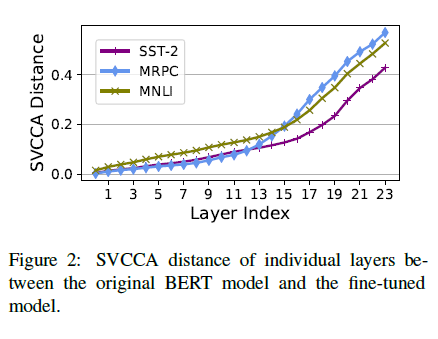 SVCCA Distance
0.4
0.2
0.0
SST-2
MRPC
MNLI
1 3 5 7 9 11 13 15 17 19 21 23
Layer Index
Figure 2: SVCCA distance of individual layers be-
tween the original BERT model and the fine-tuned
model.